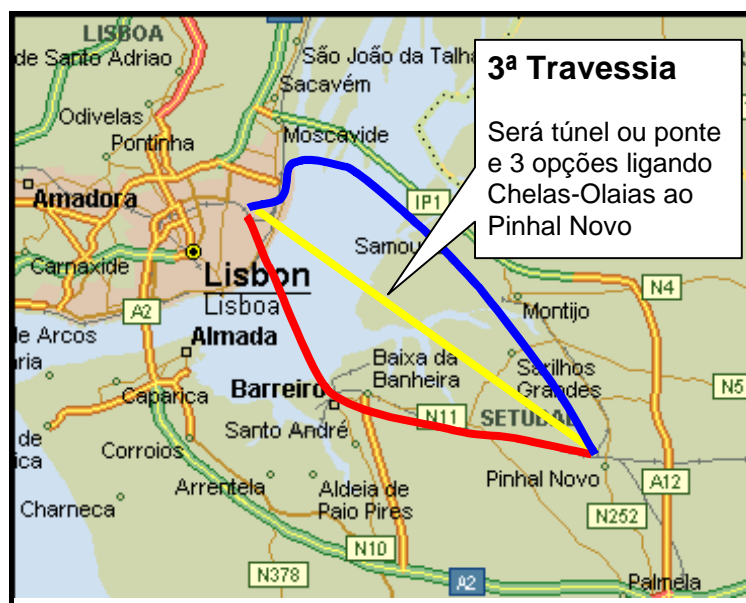 LISBOA
de Santo Adriao
São João da Talha
Sacavém
Odivelas
Moscavide
Pontinha
3ª Travessia
Será túnel ou ponte
e 3 opções ligando
Chelas-Olaias ao
Pinhal Novo
Amadora
IP1
Carnaxide
Samou
Lisbon
Lisboa
N4
A2
Montijo
de Arcos
Almada
ria
Baixa da
Banheira
Sarilhos
Grandes
Caparica
Barreiro
N5
N11
SETUBAL
de
ica
Corroios
Santo André
Pinhal Novo
Arrentela
Aldeia de
Paio Pires
A12
Charneca
N252
N10
N378
A2
Palmela